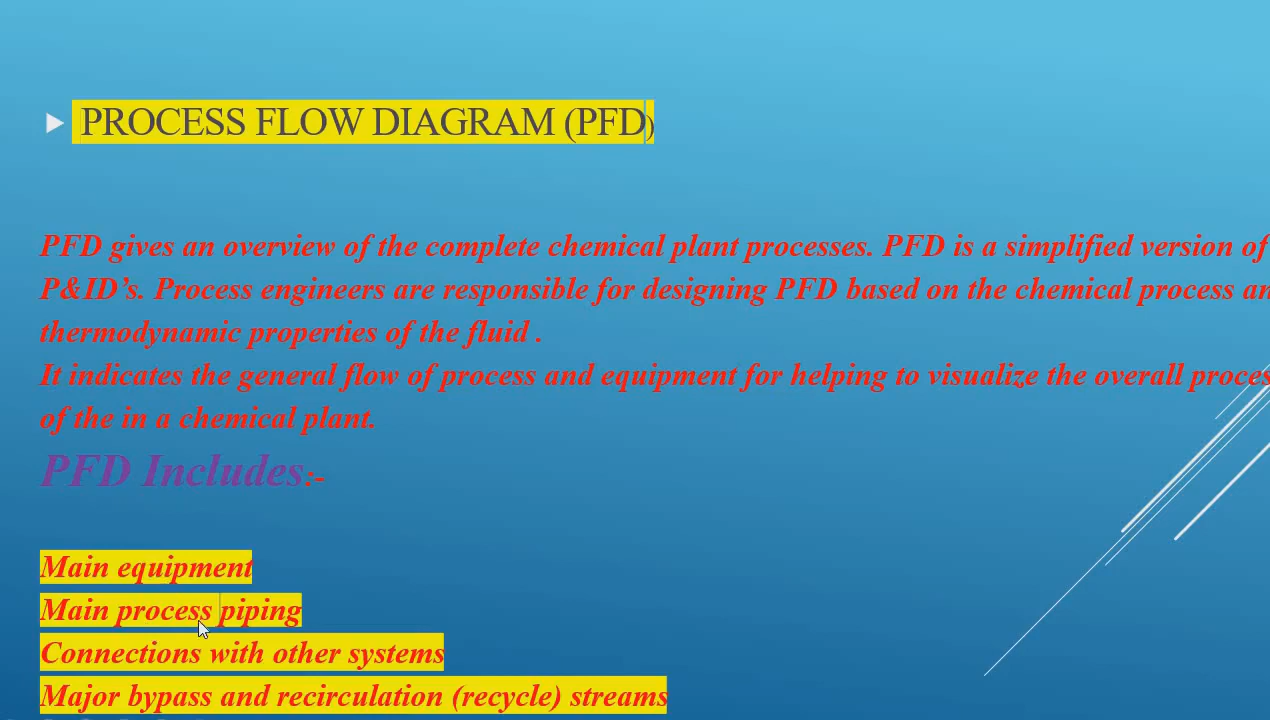 PROCESS FLOW DIAGRAM (PFD)
PFD gives an overview of the complete chemical plant processes. PFD is a simplified version of
P&ID’s. Process engineers are responsible for designing PFD based on the chemical process
thermodynamic properties of the fluid .
It indicates the general flow of process and equipment for helping to visualize the overall
of the in a chemical plant.
PFD Includes:-
Main equipment
Main process piping
Connections with other systems
Major bypass and recirculation (recycle) streams